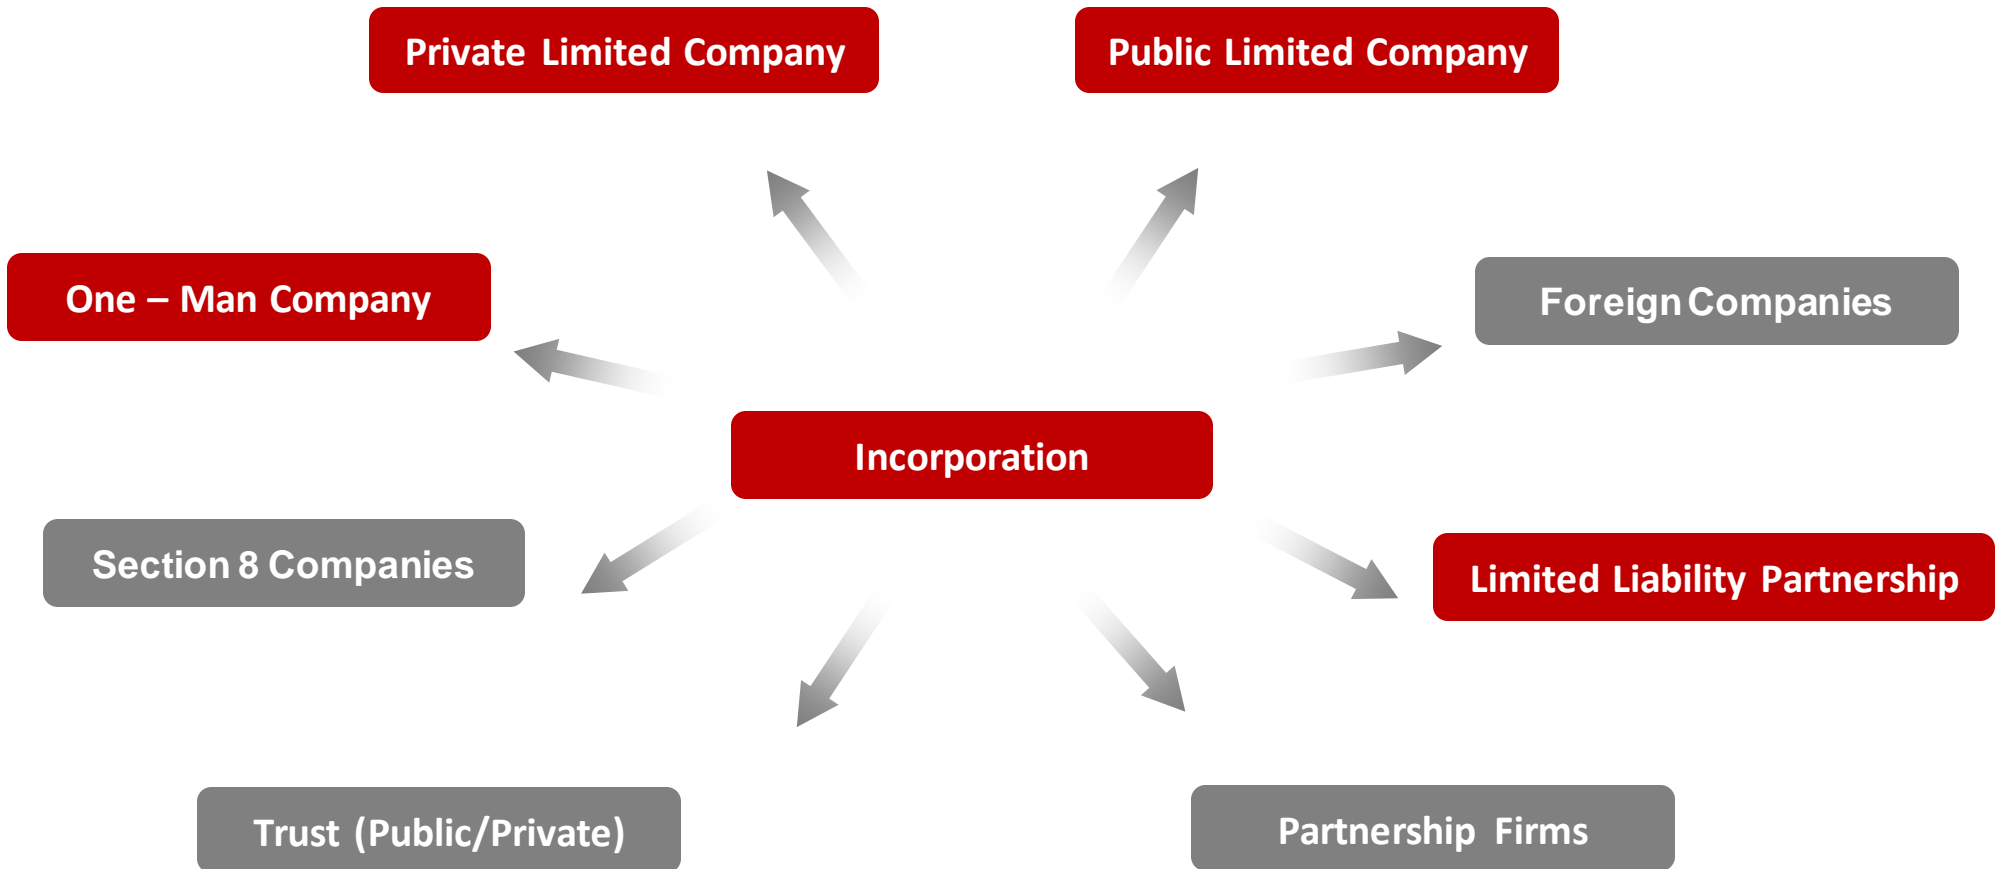 Private Limited Company
Public Limited Company
One – Man Company
Foreign Companies
Incorporation
Section 8 Companies
Limited Liability Partnership
Trust (Public/Private)
Partnership Firms